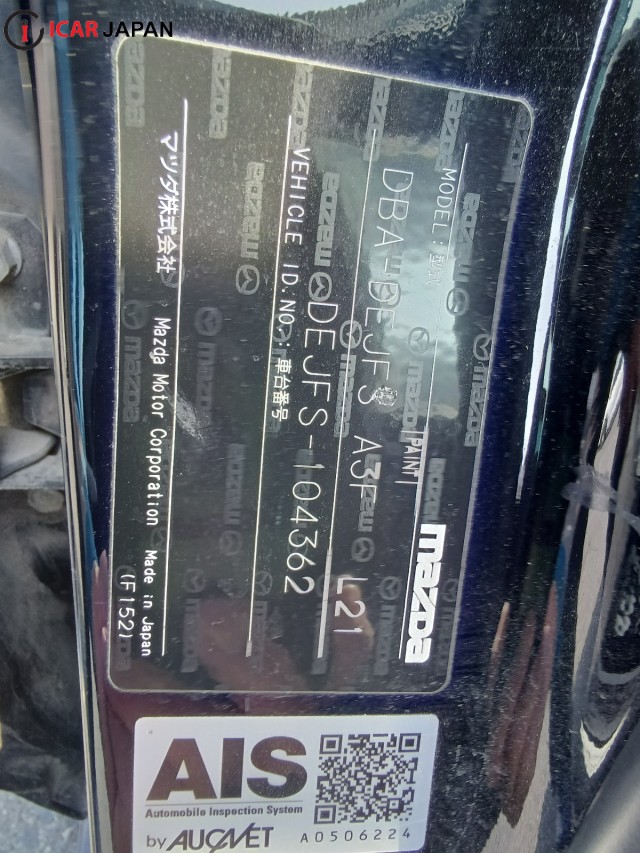 ICAR JAPAN
mazda
MODEL : 型式
DBA-DEJFS A3F
PAINT
L21
VEHICLE ID.NO.: 車台番号
DEJFS-104362
マツダ株式会社 Mazda Motor Corporation Made in Japan
(F152)
AIS
Automobile Inspection System
by AUCNET
A0506224